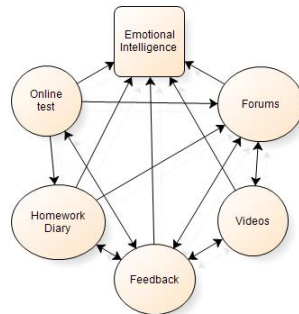 Emotional
Intelligence
Online
test
Forums
Homework
Diary
Videos
Feedback